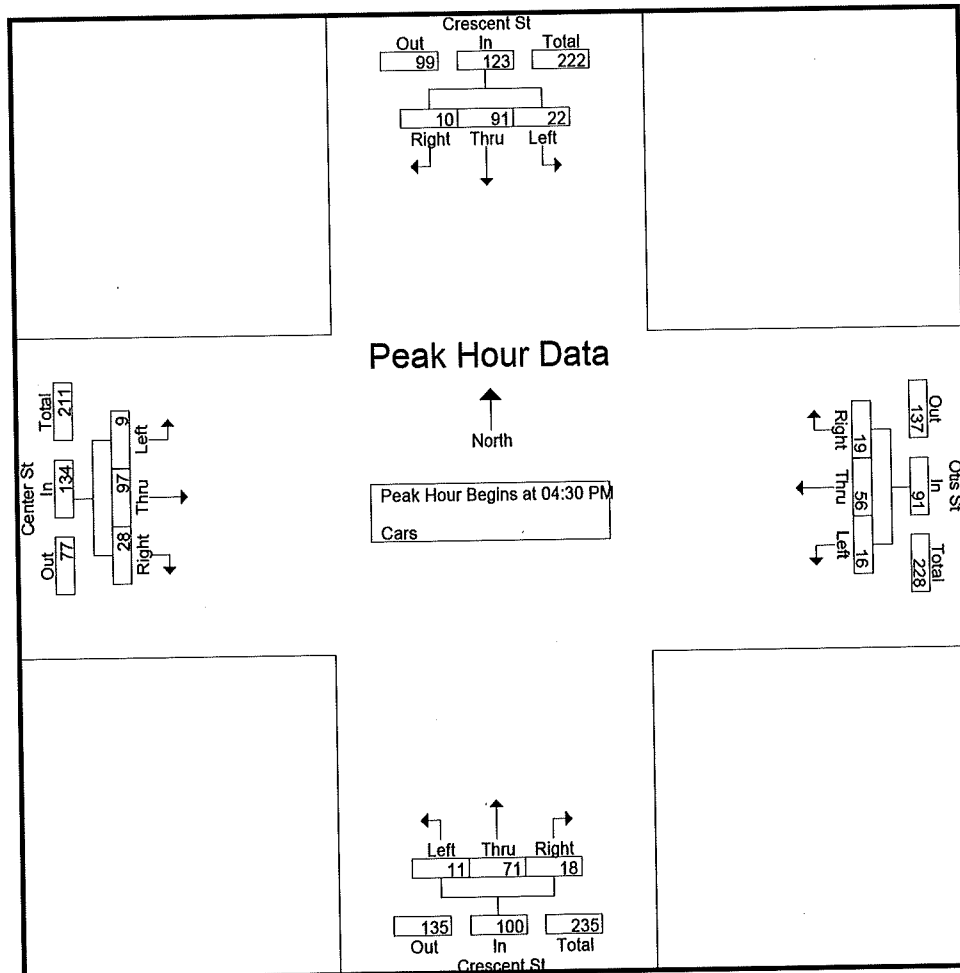 Crescent St
Out In Total
99 123 222
10 91 22
Right Thru Left
Peak Hour Data
North
Peak Hour Begins at 04:30 PM
Cars
Center St
Total In Out
211 134 77
9 97 28
Left Thru Right
Otis St
Out In Total
137 91 228
19 56 16
Right Thru Left
Left Thru Right
11 71 18
135 100 235
Out In Total
Crescent St